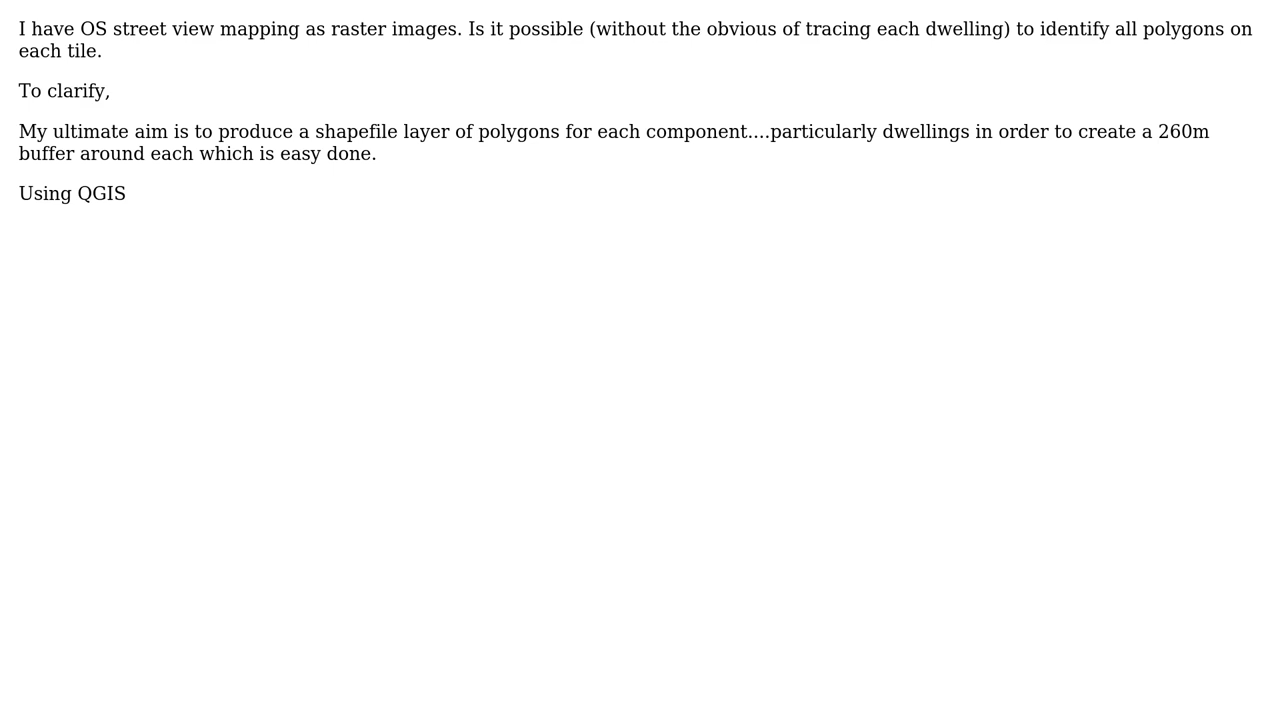 I have OS street view mapping as raster images. Is it possible (without the obvious of tracing each dwelling) to identify all polygons on
each tile.
To clarify,
My ultimate aim is to produce a shapefile layer of polygons for each component....particularly dwellings in order to create a 260m
buffer around each which is easy done.
Using QGIS